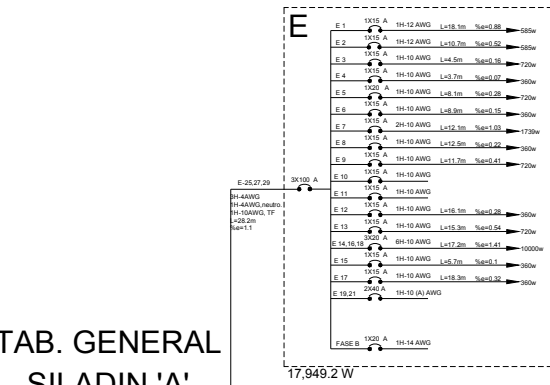 E
E 1 1X15 A 1H-12 AWG L=18.1m %e=0.88 585w
E 2 1X15 A 1H-12 AWG L=10.7m %e=0.52 585w
E 3 1X15 A 1H-10 AWG L=4.5m %e=0.16 720w
E 4 1X15 A 1H-10 AWG L=3.7m %e=0.07 360w
E 5 1X20 A 1H-10 AWG L=8.1m %e=0.28 720w
E 6 1X15 A 1H-10 AWG L=8.9m %e=0.15 360w
E 7 1X15 A 2H-10 AWG L=12.1m %e=1.03 1739w
E 8 1X15 A 1H-10 AWG L=12.5m %e=0.22 360w
E 9 1X15 A 1H-10 AWG L=11.7m %e=0.41 720w
E 10 1X15 A 1H-10 AWG
E 11 1X15 A 1H-10 AWG
E 12 1X15 A 1H-10 AWG L=16.1m %e=0.28 360w
E 13 1X15 A 1H-10 AWG L=15.3m %e=0.54 720w
E 14,16,18 3X20 A 6H-10 AWG L=17.2m %e=1.41 10000w
E 15 1X15 A 1H-10 AWG L=5.7m %e=0.1 360w
E 17 1X15 A 1H-10 AWG L=18.3m %e=0.32 360w
E 19,21 2X40 A 1H-10 (A) AWG
FASE B 1X20 A 1H-14 AWG
E-25,27,29 3X100 A
3H-4AWG
1H-4AWG,neutro.
1H-10AWG, TF
L=28.2m
%e=1.1
17,949.2 W
TAB. GENERAL
SILADIN 'A'